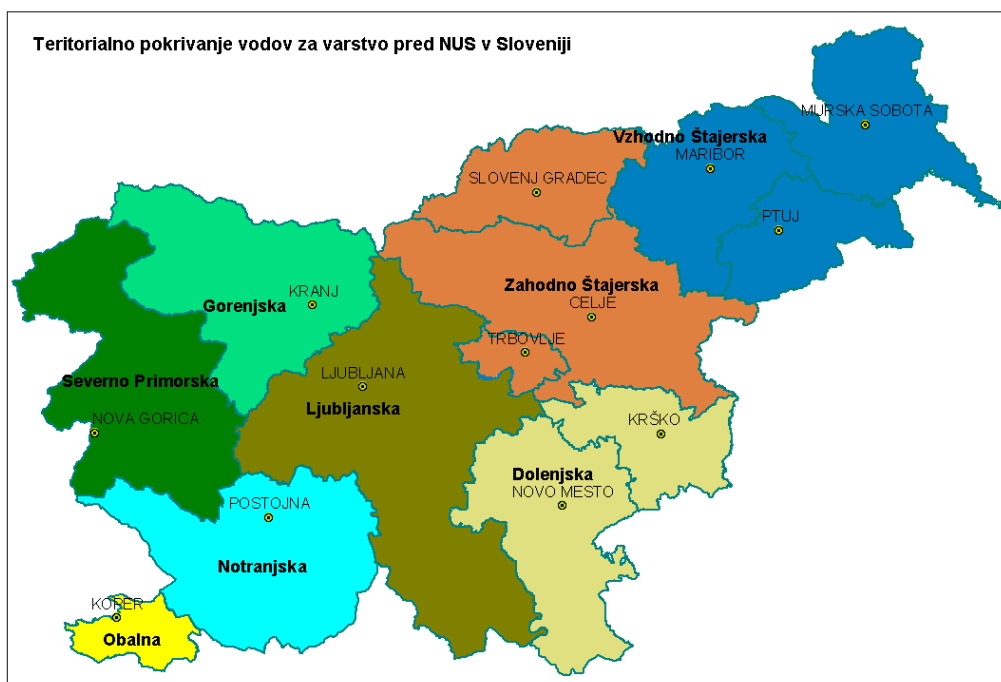 Teritorialno pokrivanje vodov za varstvo pred NUS v Sloveniji
MURSKA SOBOTA
Vzhodno Štajerska
MARIBOR
SLOVENJ GRADEC
PTUJ
Zahodno Štajerska
CELJE
KRANJ
Gorenjska
TRBOVLJE
LJUBLJANA
Severno Primorska
Ljubljanska
NOVA GORICA
KRŠKO
Dolenjska
NOVO MESTO
POSTOJNA
Notranjska
KOPER
Obalna